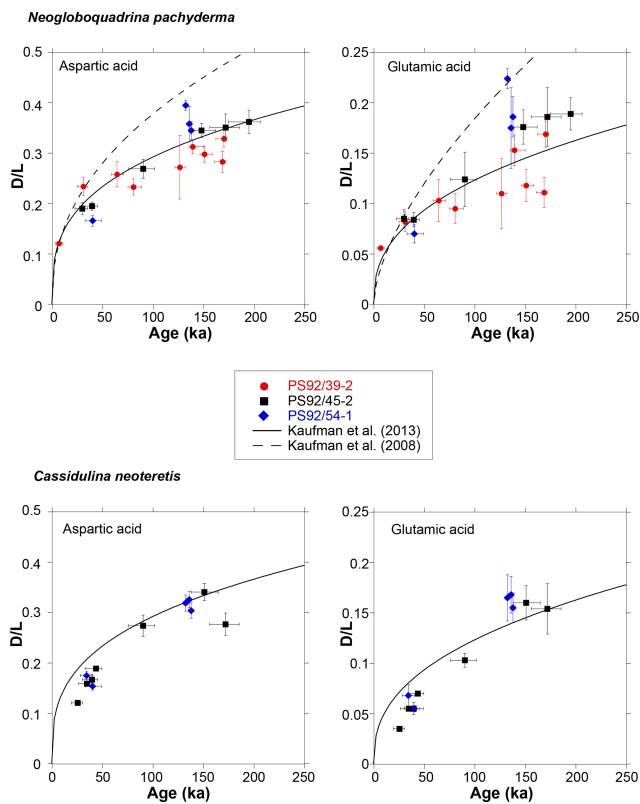 Neogloboquadrina pachyderma
0.5
0.4
0.3
0.2
0.1
0
D/L
Aspartic acid
0 50 100 150 200 250
Age (ka)
0.25
0.2
0.15
0.1
0.05
0
D/L
Glutamic acid
0 50 100 150 200 250
Age (ka)
PS92/39-2
PS92/45-2
PS92/54-1
Kaufman et al. (2013)
Kaufman et al. (2008)
Cassidulina neoteretis
0.5
0.4
0.3
0.2
0.1
0
D/L
Aspartic acid
0 50 100 150 200 250
Age (ka)
0.25
0.2
0.15
0.1
0.05
0
D/L
Glutamic acid
0 50 100 150 200 250
Age (ka)